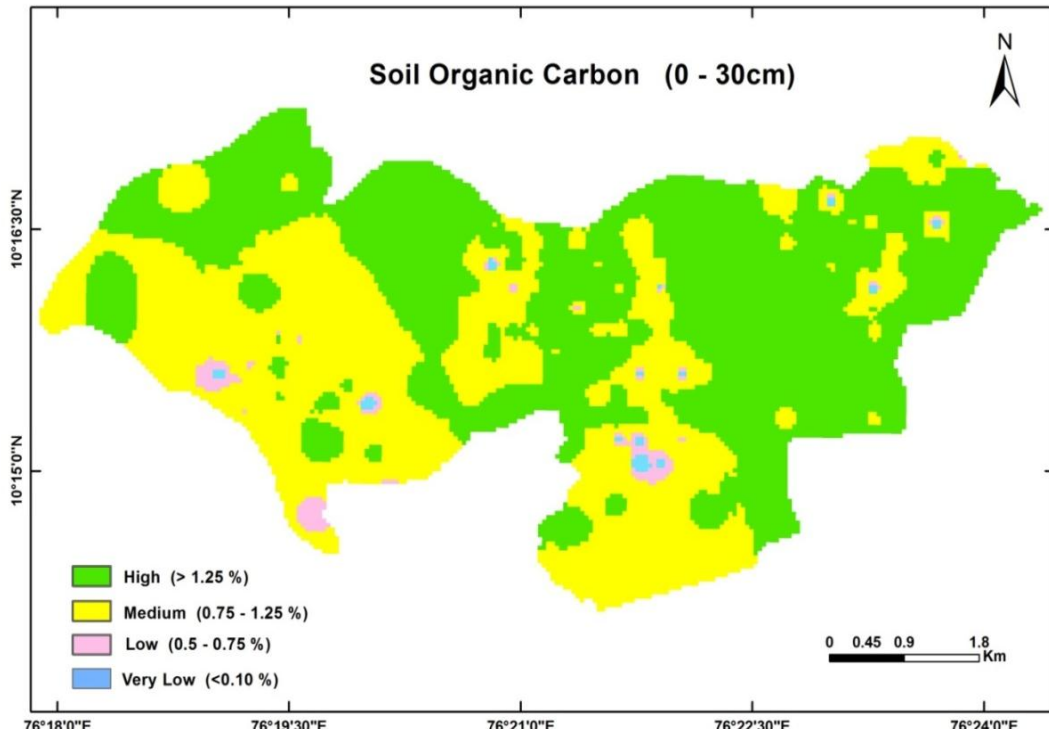 N
Soil Organic Carbon (0 - 30cm)
10°16'30"N
10°15'0"N
High (> 1.25 %)
Medium (0.75 - 1.25 %)
Low (0.5 - 0.75 %)
Very Low (<0.10 %)
0 0.45 0.9 1.8
Km
76°18'0"E 76°19'30"E 76°21'0"E 76°22'30"E 76°24'0"E